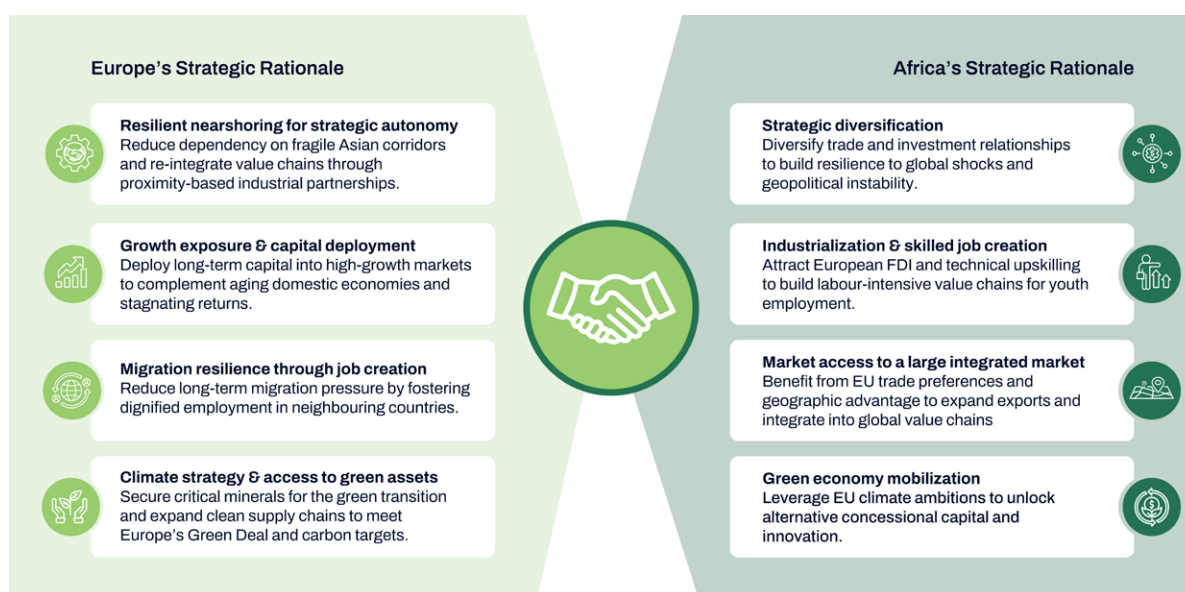 Europe's Strategic Rationale
Resilient nearshoring for strategic autonomy
Reduce dependency on fragile Asian corridors
and re-integrate value chains through
proximity-based industrial partnerships.
Growth exposure & capital deployment
Deploy long-term capital into high-growth markets
to complement aging domestic economies and
stagnating returns.
Migration resilience through job creation
Reduce long-term migration pressure by fostering
dignified employment in neighbouring countries.
Climate strategy & access to green assets
Secure critical minerals for the green transition
and expand clean supply chains to meet
Europe's Green Deal and carbon targets.
Africa's Strategic Rationale
Strategic diversification
Diversify trade and investment relationships
to build resilience to global shocks and
geopolitical instability.
Industrialization & skilled job creation
Attract European FDI and technical upskilling
to build labour-intensive value chains for youth
employment.
Market access to a large integrated market
Benefit from EU trade preferences and
geographic advantage to expand exports and
integrate into global value chains
Green economy mobilization
Leverage EU climate ambitions to unlock
alternative concessional capital and
innovation.